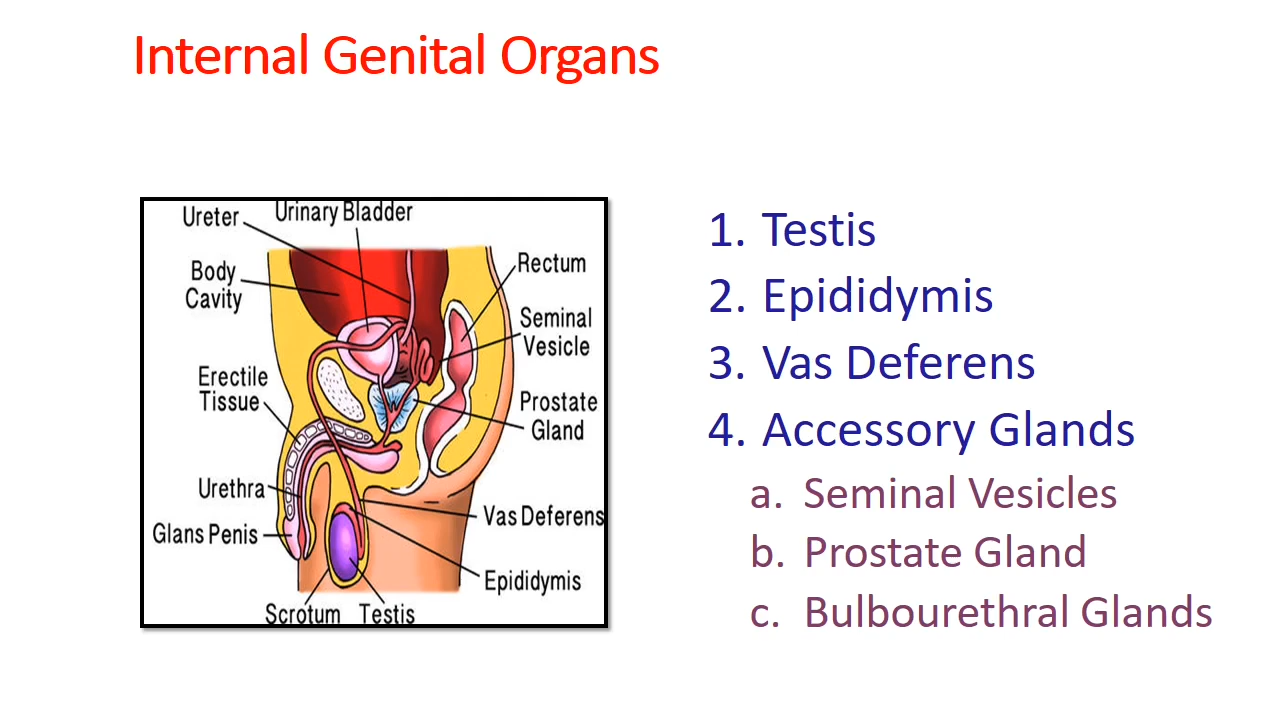 Internal Genital Organs
Ureter
Urinary Bladder
Body
Cavity
Rectum
Seminal
Vesicle
Erectile
Tissue
Prostate
Gland
Urethra
Vas Deferens
Glans Penis
Epididymis
Scrotum
Testis
1. Testis
2. Epididymis
3. Vas Deferens
4. Accessory Glands
a. Seminal Vesicles
b. Prostate Gland
c. Bulbourethral Glands